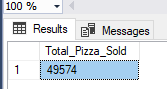 100 %
Results Messages
Total_Pizza_Sold
1 49574